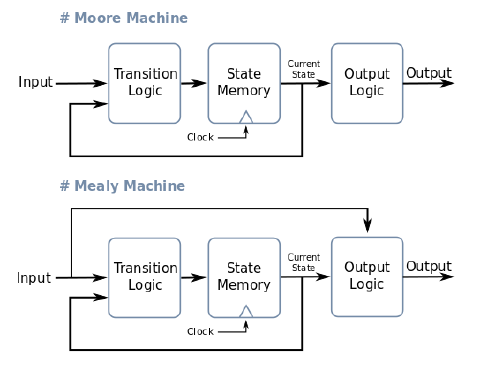 # Moore Machine
Input
Transition
Logic
State
Memory
Clock
Current
State
Output
Logic
Output
# Mealy Machine
Input
Transition
Logic
State
Memory
Clock
Current
State
Output
Logic
Output